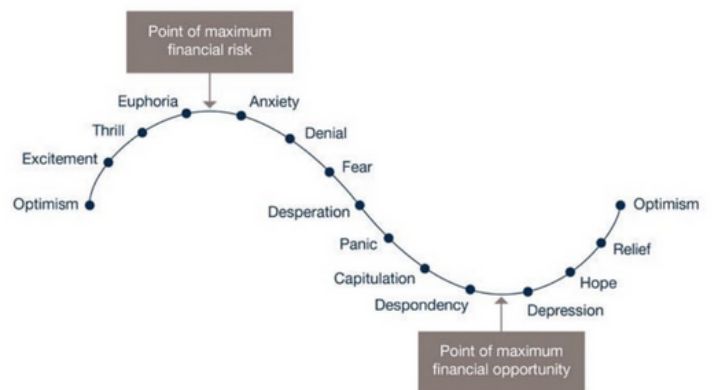 Point of maximum
financial risk
Euphoria
Anxiety
Thrill
Denial
Excitement
Fear
Optimism
Desperation
Optimism
Panic
Relief
Capitulation
Hope
Despondency
Depression
Point of maximum
financial opportunity